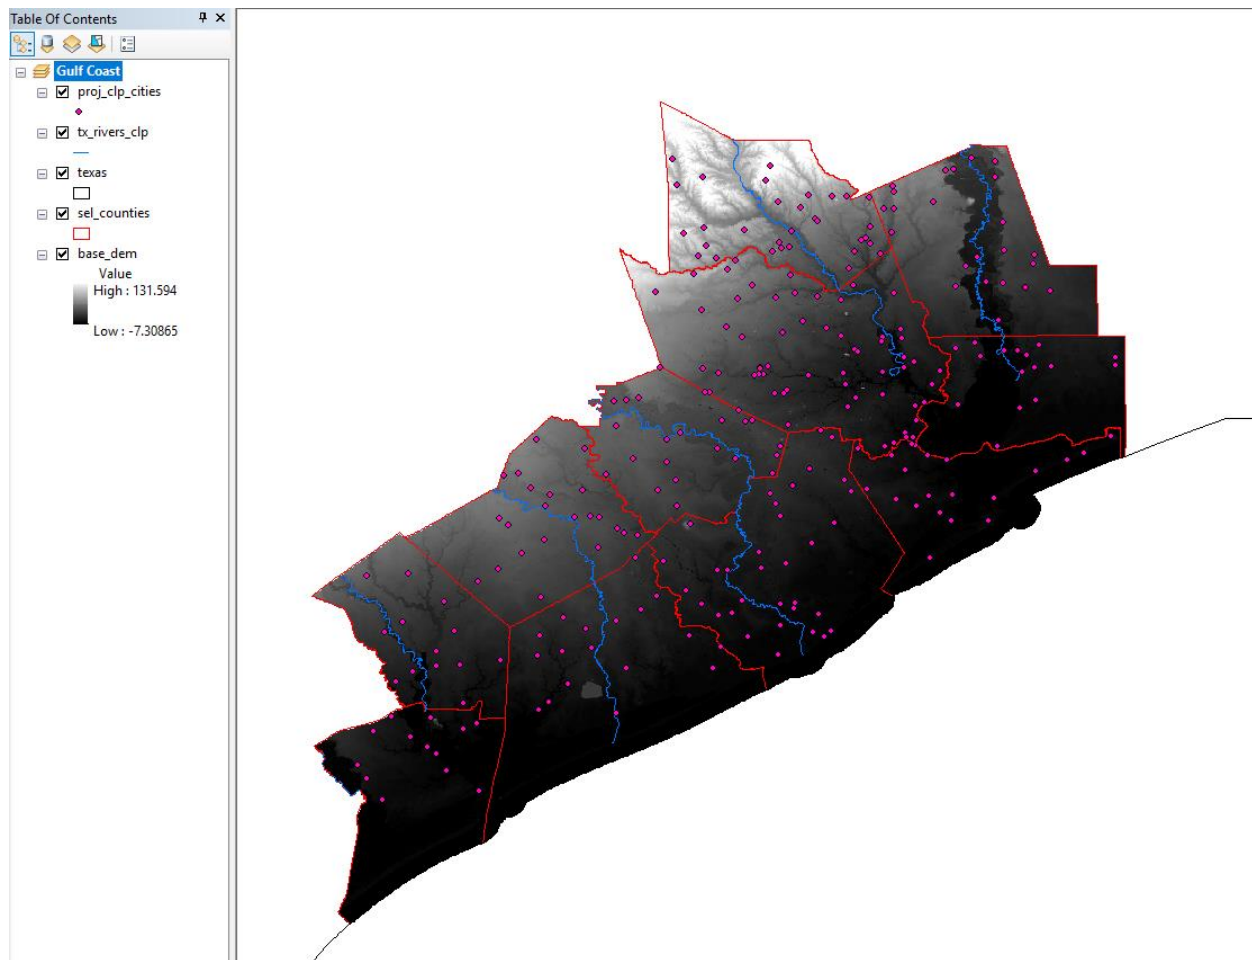 Table Of Contents
Gulf Coast
proj_clp_cities
tx_rivers_clp
texas
sel_counties
base_dem
Value
High : 131.594
Low : -7.30865